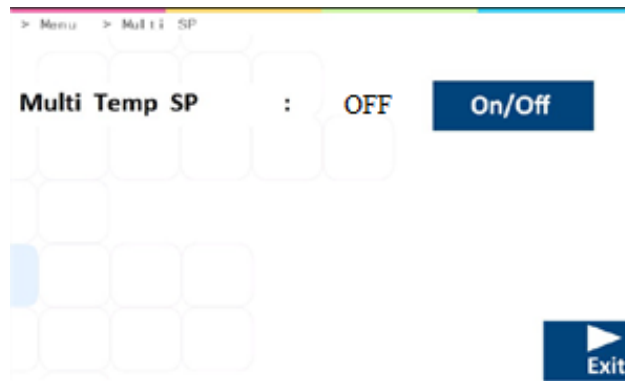 > Menu > Multi SP
Multi Temp SP : OFF On/Off
Exit